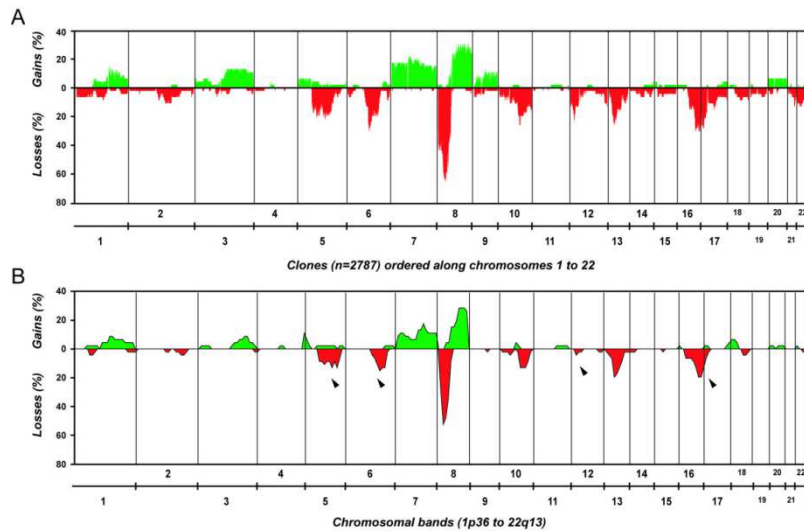 A
40
20
0
20
40
60
80
Gains (%)
Losses (%)
2 4 6 8 10 12 14 16 18 20 22
1 3 5 7 9 11 13 15 17 19 21
Clones (n=2787) ordered along chromosomes 1 to 22
B
40
20
0
20
40
60
80
Gains (%)
Losses (%)
2 4 6 8 10 12 14 16 18 20 22
1 3 5 7 9 11 13 15 17 19 21
Chromosomal bands (1p36 to 22q13)